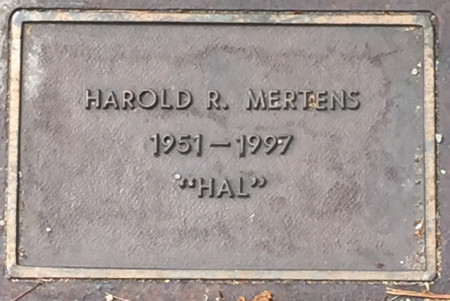 HAROLD R. MERTENS
1951-1997
"HAL"